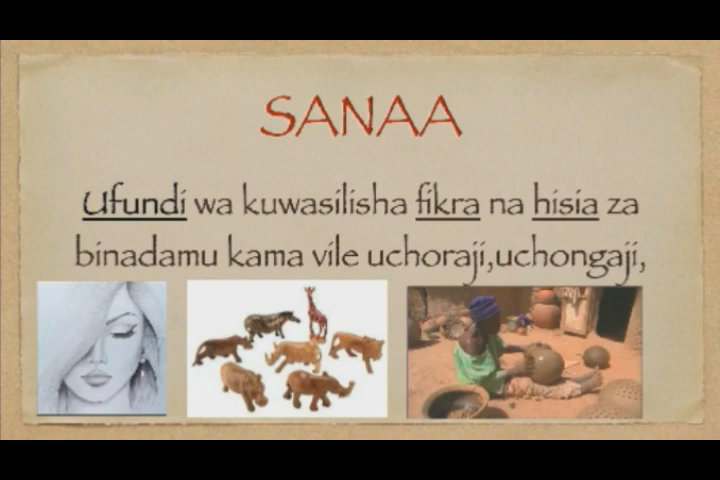 SANAA
Ufundi wa kuwasilisha fikra na hisia za
binadamu kama vile uchoraji,uchongaji,